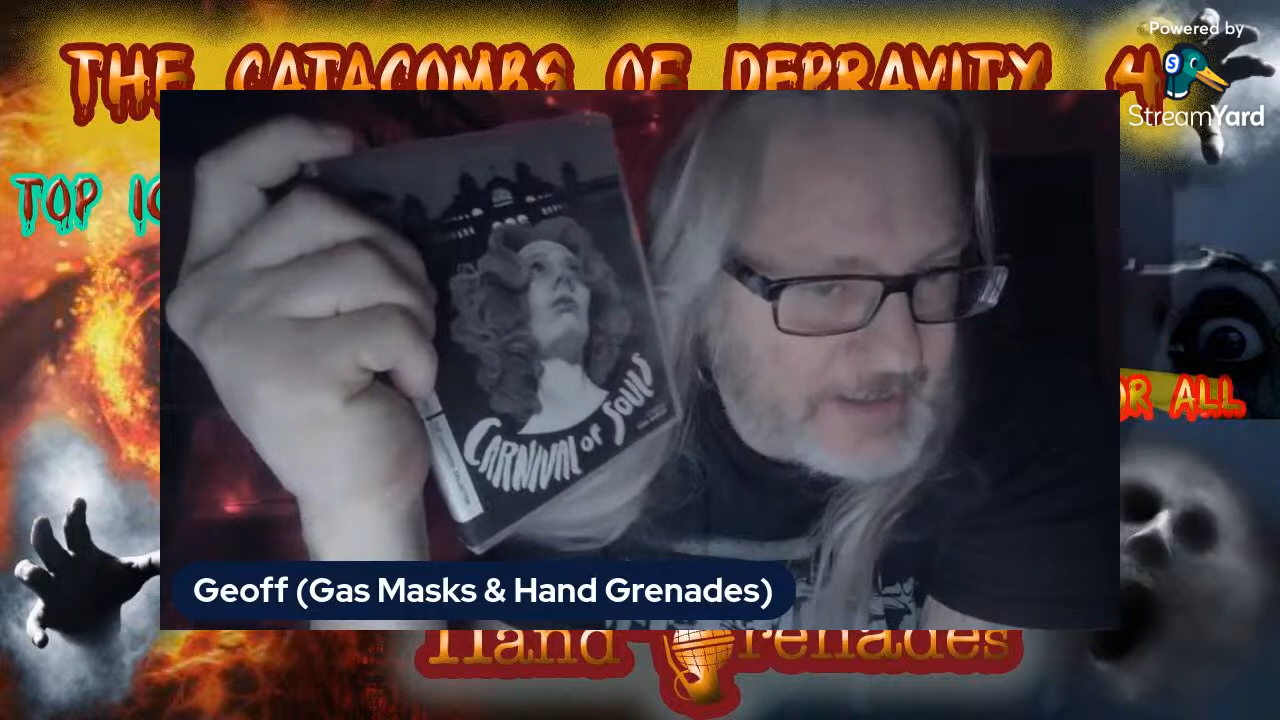 Powered by
THE CATACOMBS OF DEPRAVITY 4
StreamYard
TOP 10
CARNIVAL OF SOULS
OR ALL
Geoff (Gas Masks & Hand Grenades)
Hand Grenades